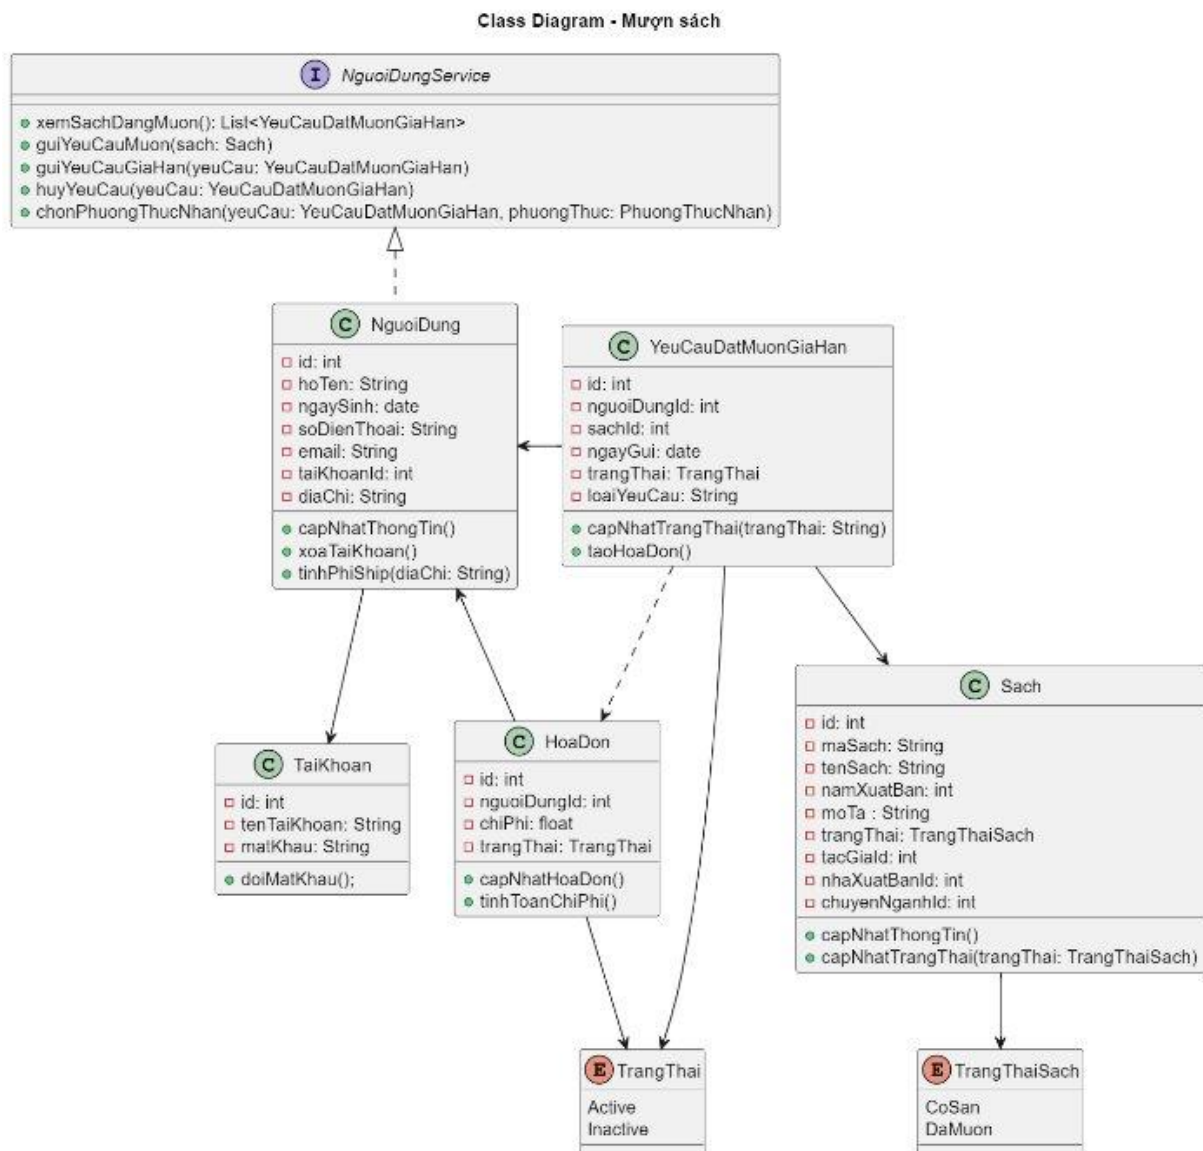 Class Diagram - Mượn sách
I NguoiDungService
xemSachDangMuon(): List<YeuCauDatMuonGiaHan>
guiYeuCauMuon(sach: Sach)
guiYeuCauGiaHan(yeuCau: YeuCauDatMuonGiaHan)
huyYeuCau(yeuCau: YeuCauDatMuonGiaHan)
chonPhuongThucNhan(yeuCau: YeuCauDatMuonGiaHan, phuongThuc: PhuongThucNhan)
C NguoiDung
id: int
hoTen: String
ngaySinh: date
soDienThoai: String
email: String
taiKhoanId: int
diaChi: String
capNhatThongTin()
xoaTaiKhoan()
tinhPhiShip(diaChi: String)
C YeuCauDatMuonGiaHan
id: int
nguoiDungId: int
sachId: int
ngayGui: date
trangThai: TrangThai
loaiYeuCau: String
capNhatTrangThai(trangThai: String)
taoHoaDon()
C TaiKhoan
id: int
tenTaiKhoan: String
matKhau: String
doiMatKhau();
C HoaDon
id: int
nguoiDungId: int
chiPhi: float
trangThai: TrangThai
capNhatHoaDon()
tinhToanChiPhi()
C Sach
id: int
maSach: String
tenSach: String
namXuatBan: int
moTa : String
trangThai: TrangThaiSach
tacGiaId: int
nhaXuatBanId: int
chuyenNganhId: int
capNhatThongTin()
capNhatTrangThai(trangThai: TrangThaiSach)
E TrangThai
Active
Inactive
E TrangThaiSach
CoSan
DaMuon